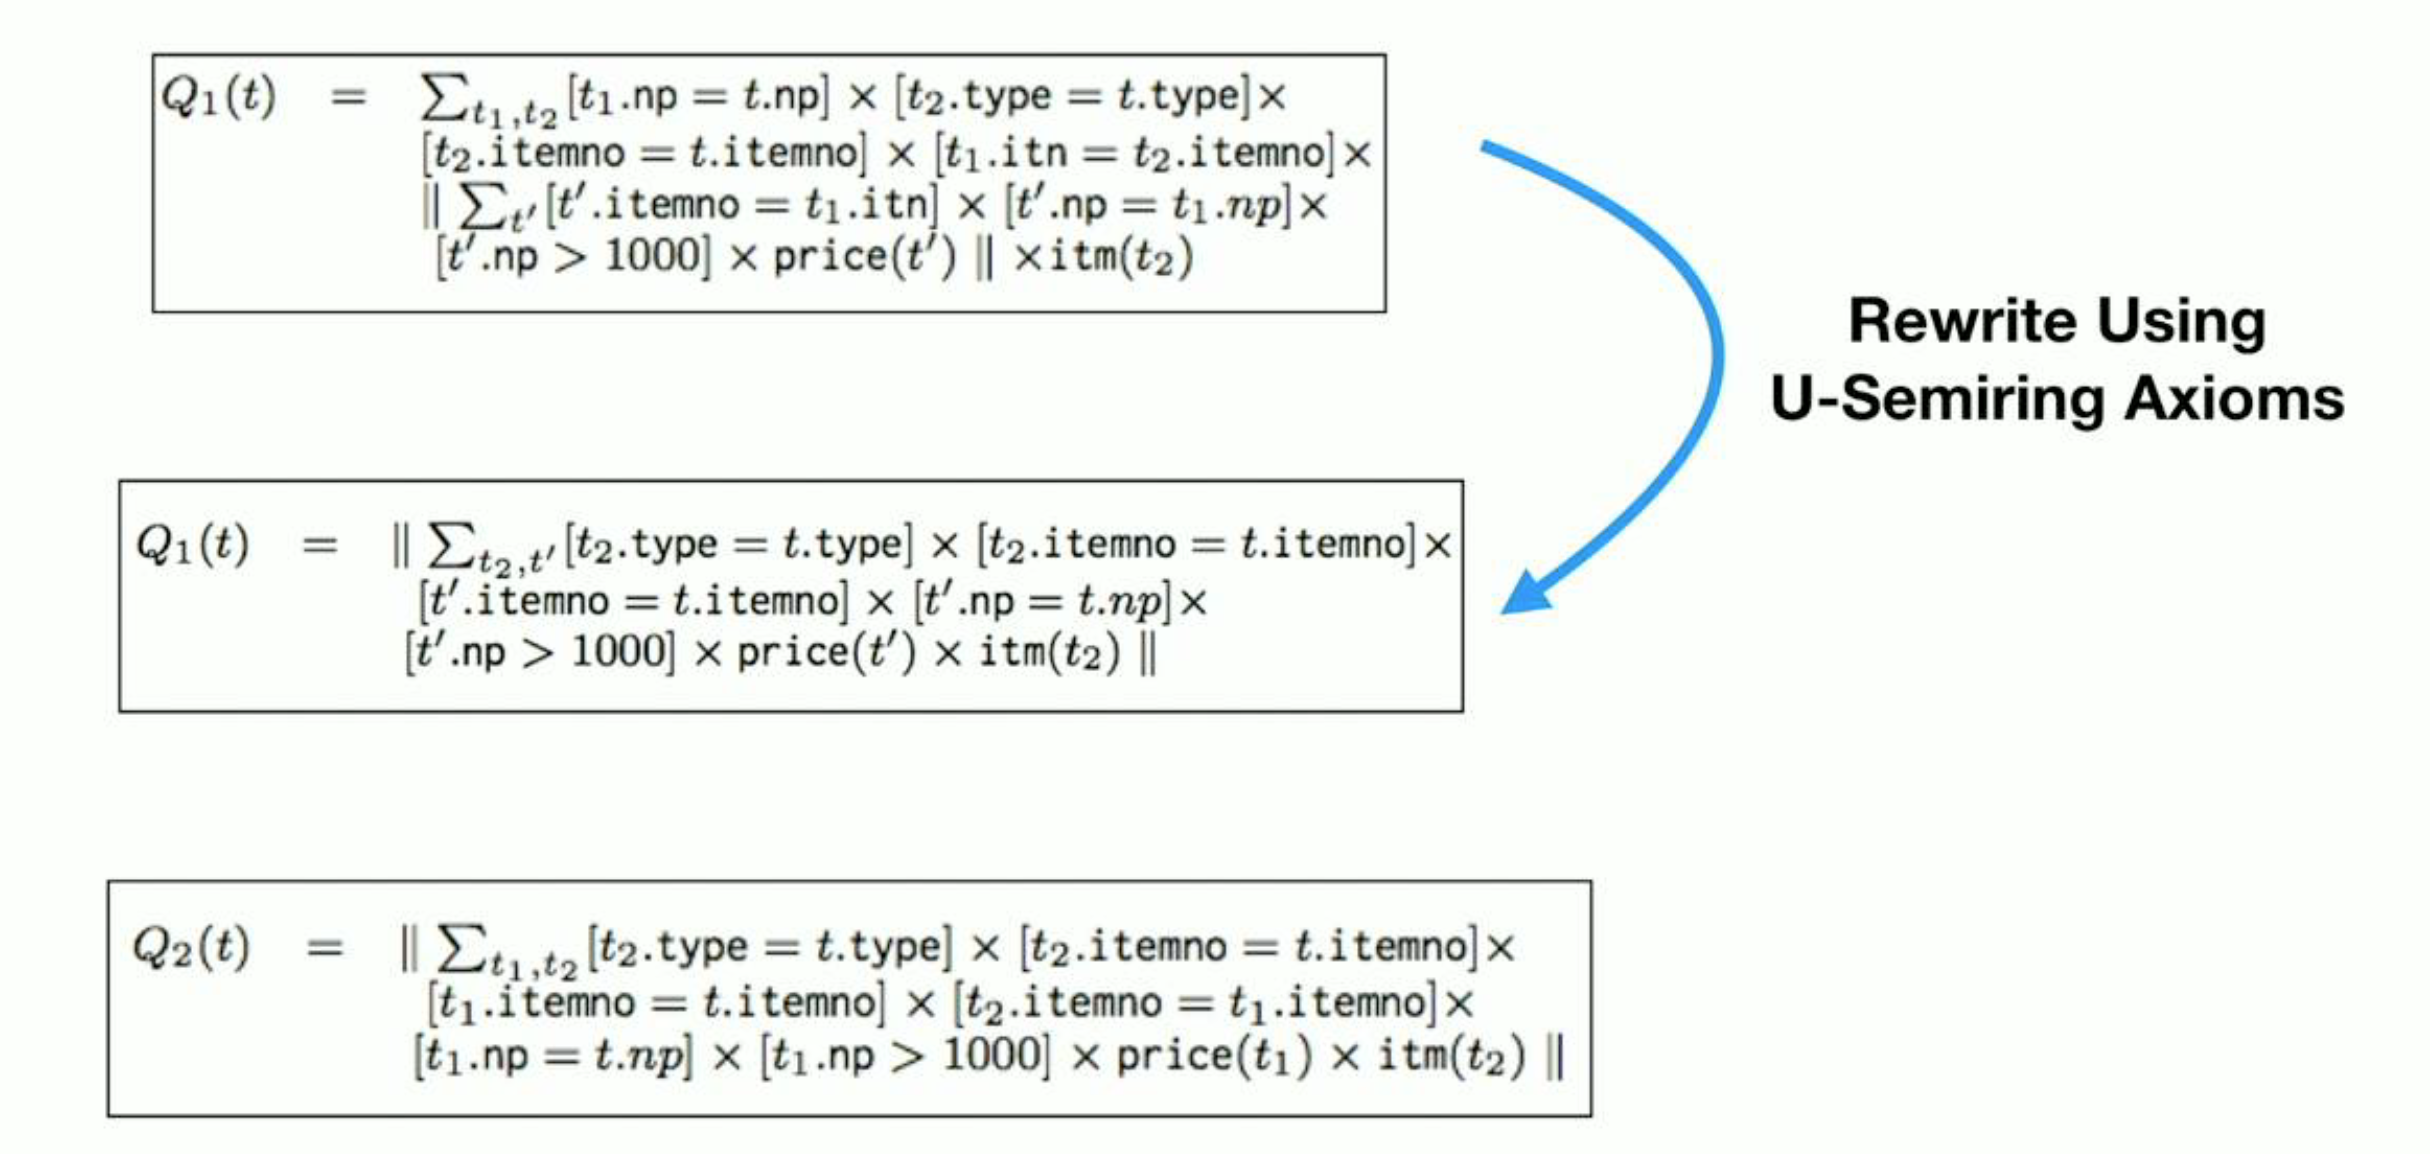 Q₁(t) = ∑t₁,t₂ [t₁.np = t.np] × [t₂.type = t.type]×
[t₂.itemno = t.itemno] × [t₁.itn = t₂.itemno]×
‖ ∑t′ [t′.itemno = t₁.itn] × [t′.np = t₁.np]×
[t′.np > 1000] × price(t′) ‖ ×itm(t₂)
Rewrite Using
U-Semiring Axioms
Q₁(t) = ‖ ∑t₂,t′ [t₂.type = t.type] × [t₂.itemno = t.itemno]×
[t′.itemno = t.itemno] × [t′.np = t.np]×
[t′.np > 1000] × price(t′) × itm(t₂) ‖
Q₂(t) = ‖ ∑t₁,t₂ [t₂.type = t.type] × [t₂.itemno = t.itemno]×
[t₁.itemno = t.itemno] × [t₂.itemno = t₁.itemno]×
[t₁.np = t.np] × [t₁.np > 1000] × price(t₁) × itm(t₂) ‖